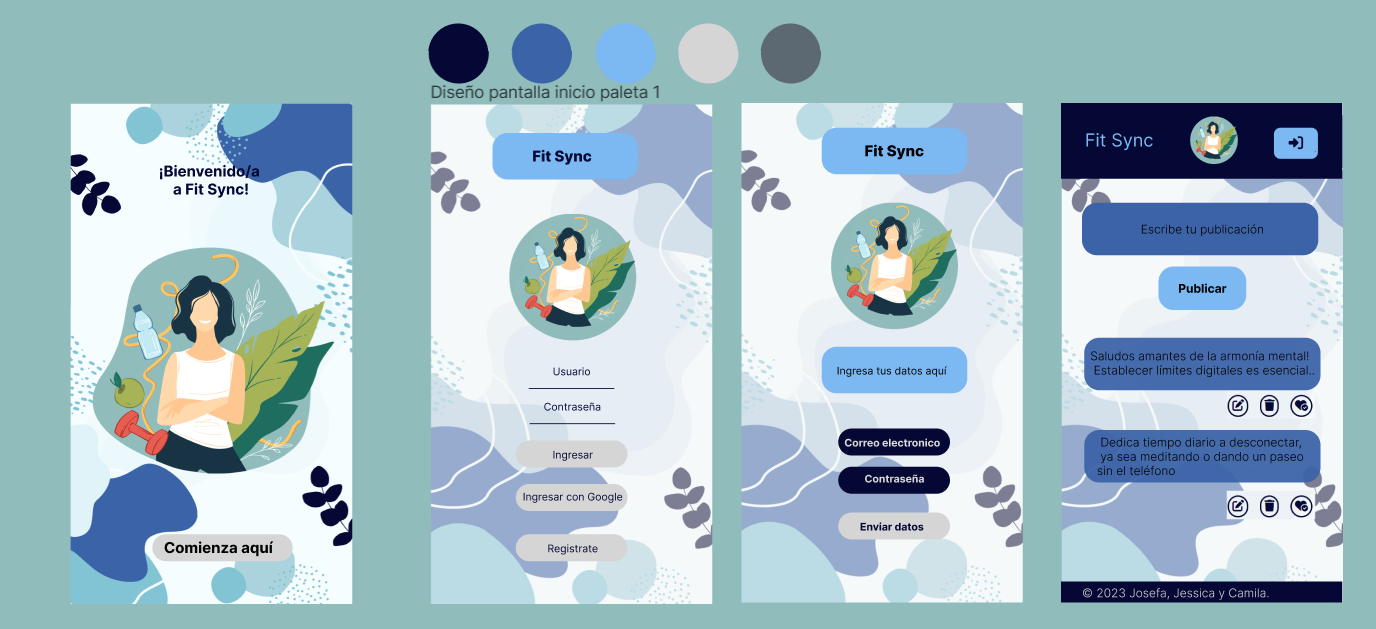 Diseño pantalla inicio paleta 1
¡Bienvenido/a
a Fit Sync!
Comienza aquí
Fit Sync
Usuario
Contraseña
Ingresar
Ingresar con Google
Registrate
Fit Sync
Ingresa tus datos aquí
Correo electronico
Contraseña
Enviar datos
Fit Sync
Escribe tu publicación
Publicar
Saludos amantes de la armonía mental!
Establecer límites digitales es esencial..
Dedica tiempo diario a desconectar,
ya sea meditando o dando un paseo
sin el teléfono
© 2023 Josefa, Jessica y Camila.